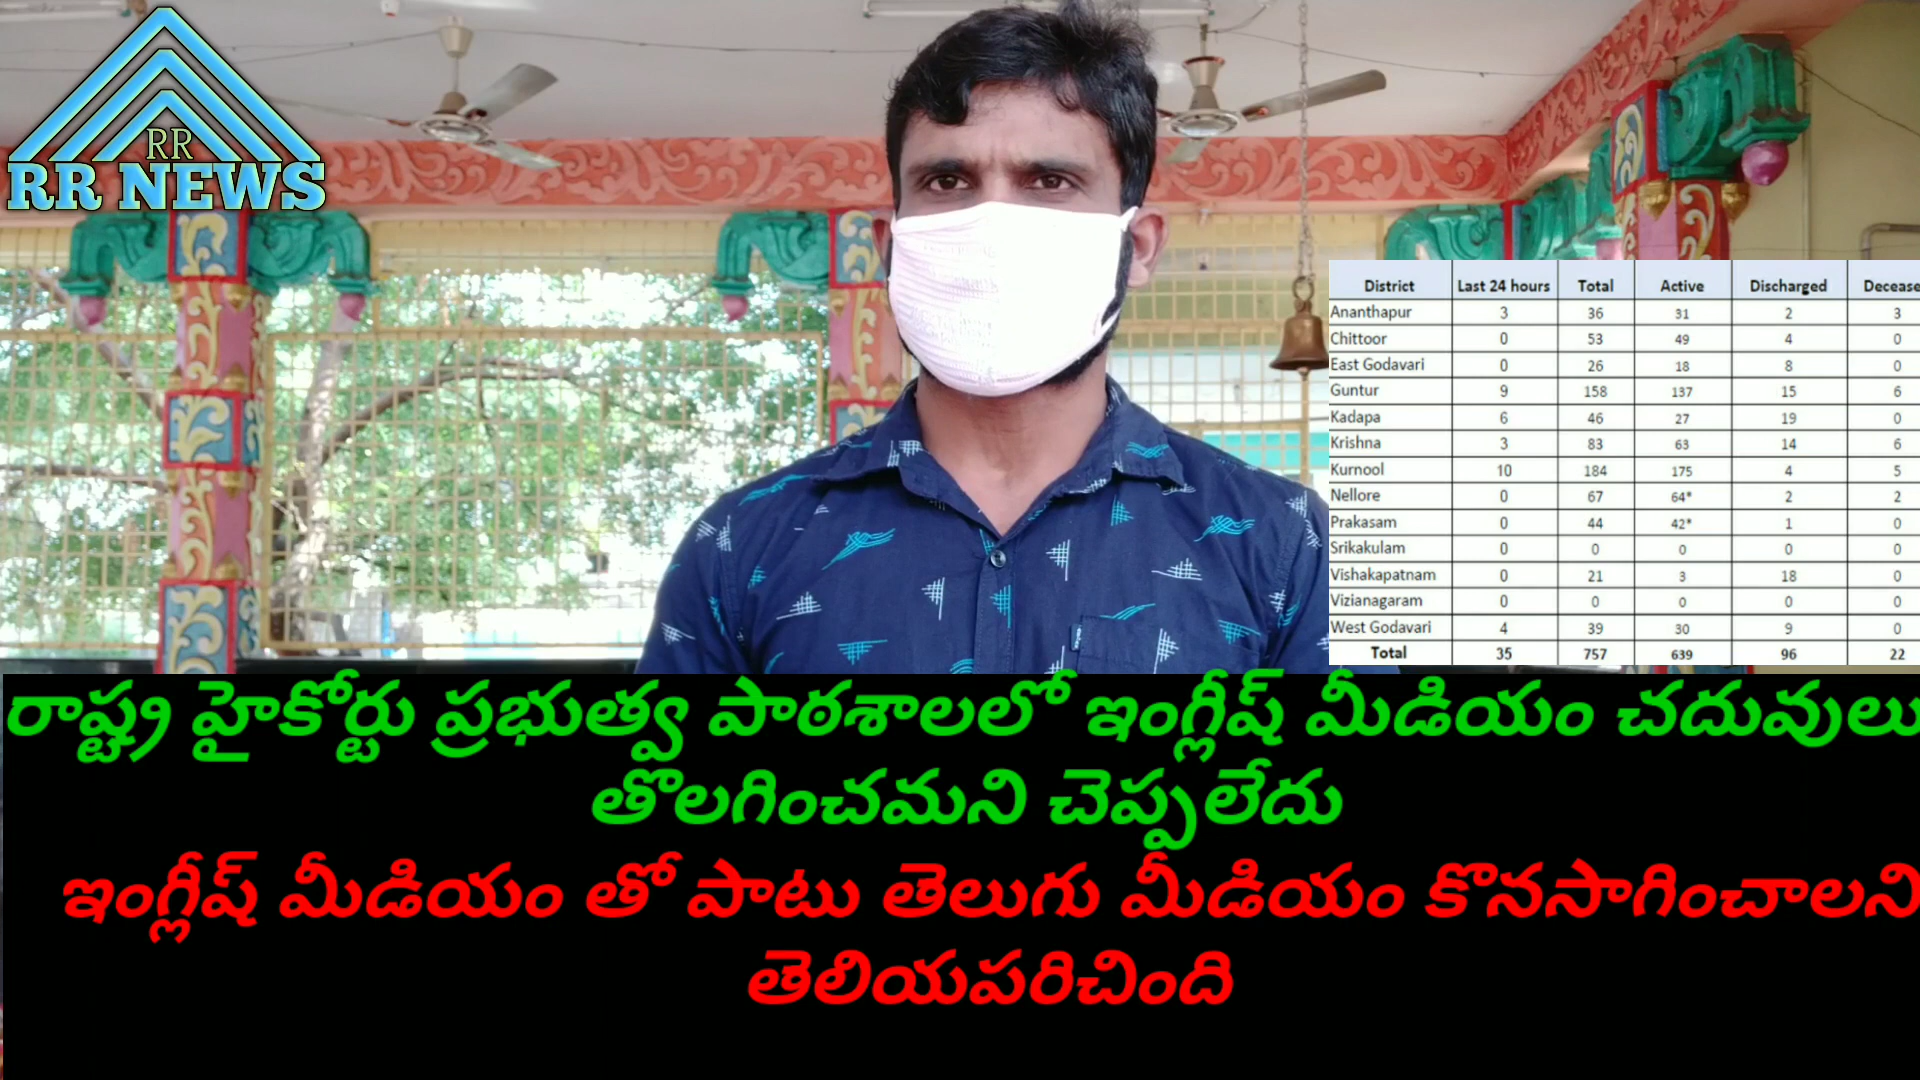 RR
RR NEWS
District Last 24 hours Total Active Discharged Decease
Ananthapur 3 36 31 2 3
Chittoor 0 53 49 4 0
East Godavari 0 26 18 8 0
Guntur 9 158 137 15 6
Kadapa 6 46 27 19 0
Krishna 3 83 63 14 6
Kurnool 10 184 175 4 5
Nellore 0 67 64* 2 2
Prakasam 0 44 42* 1 0
Srikakulam 0 0 0 0 0
Vishakapatnam 0 21 3 18 0
Vizianagaram 0 0 0 0 0
West Godavari 4 39 30 9 0
Total 35 757 639 96 22
రాష్ట్ర హైకోర్టు ప్రభుత్వ పాఠశాలలో ఇంగ్లీష్ మీడియం చదువులు
తొలగించమని చెప్పలేదు
ఇంగ్లీష్ మీడియం తో పాటు తెలుగు మీడియం కొనసాగించాలని
తెలియపరిచింది